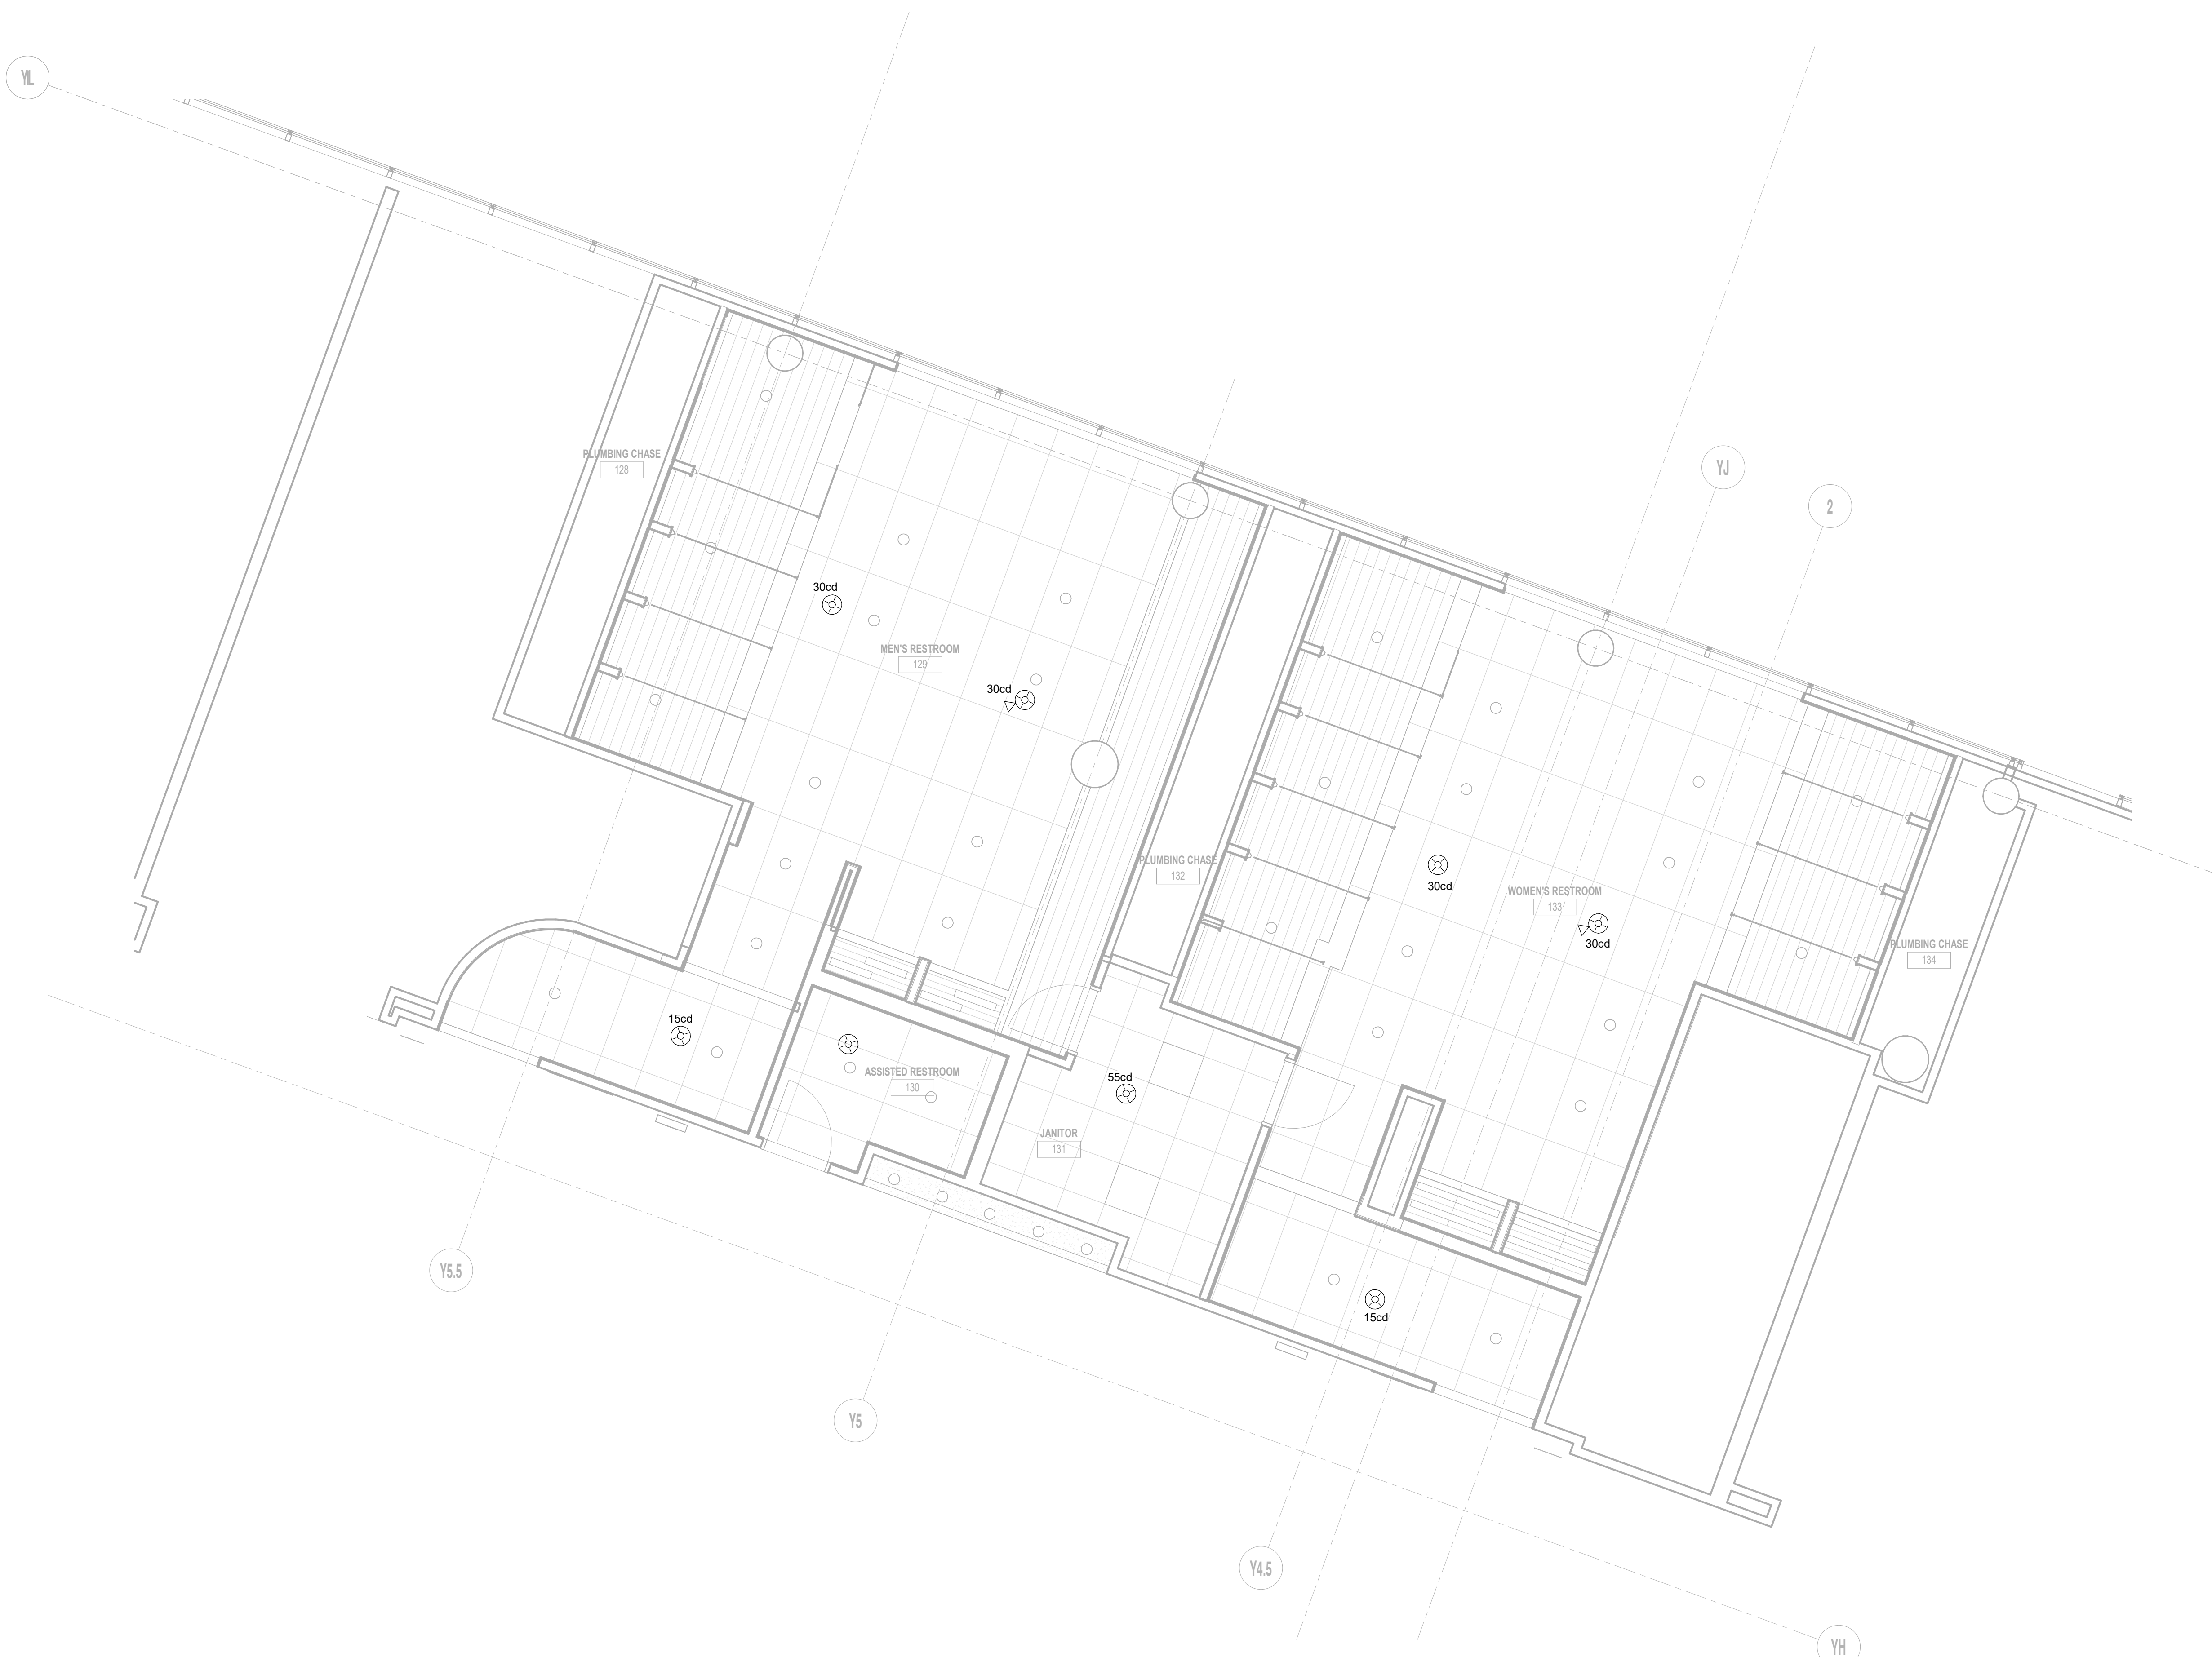 YL
PLUMBING CHASE
128
YJ
2
30cd
MEN'S RESTROOM
129
30cd
PLUMBING CHASE
132
30cd
WOMEN'S RESTROOM
133
30cd
PLUMBING CHASE
134
15cd
ASSISTED RESTROOM
130
55cd
JANITOR
131
15cd
Y5.5
Y5
Y4.5
YH